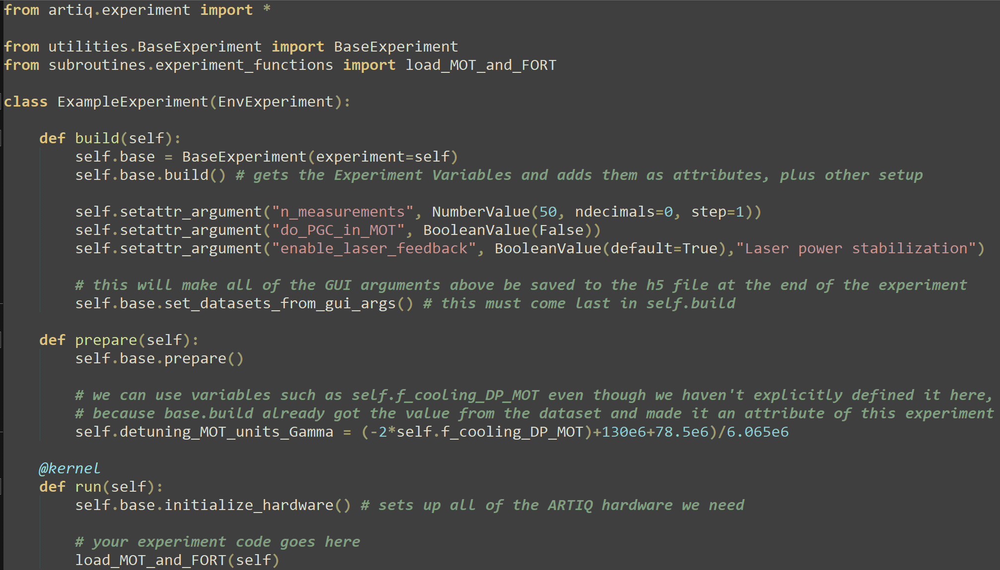 from artiq.experiment import *
from utilities.BaseExperiment import BaseExperiment
from subroutines.experiment_functions import load_MOT_and_FORT
class ExampleExperiment(EnvExperiment):
def build(self):
self.base = BaseExperiment(experiment=self)
self.base.build() # gets the Experiment Variables and adds them as attributes, plus other setup
self.setattr_argument("n_measurements", NumberValue(50, ndecimals=0, step=1))
self.setattr_argument("do_PGC_in_MOT", BooleanValue(False))
self.setattr_argument("enable_laser_feedback", BooleanValue(default=True),"Laser power stabilization")
# this will make all of the GUI arguments above be saved to the h5 file at the end of the experiment
self.base.set_datasets_from_gui_args() # this must come last in self.build
def prepare(self):
self.base.prepare()
# we can use variables such as self.f_cooling_DP_MOT even though we haven't explicitly defined it here,
# because base.build already got the value from the dataset and made it an attribute of this experiment
self.detuning_MOT_units_Gamma = (-2*self.f_cooling_DP_MOT)+130e6+78.5e6)/6.065e6
@kernel
def run(self):
self.base.initialize_hardware() # sets up all of the ARTIQ hardware we need
# your experiment code goes here
load_MOT_and_FORT(self)